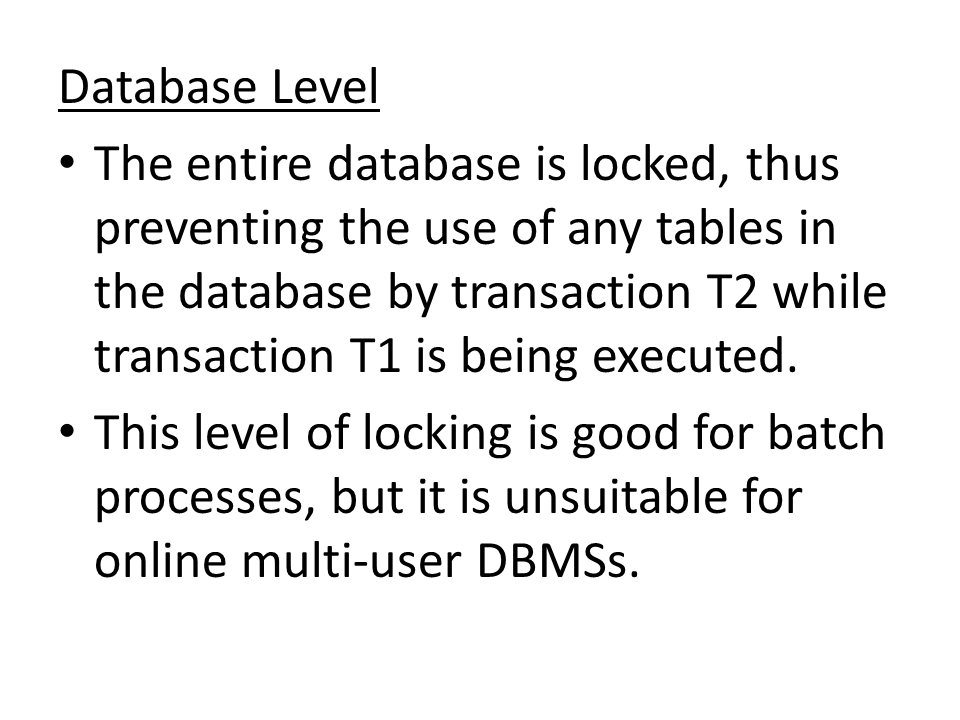 Database Level
• The entire database is locked, thus
preventing the use of any tables in
the database by transaction T2 while
transaction T1 is being executed.
• This level of locking is good for batch
processes, but it is unsuitable for
online multi-user DBMSs.